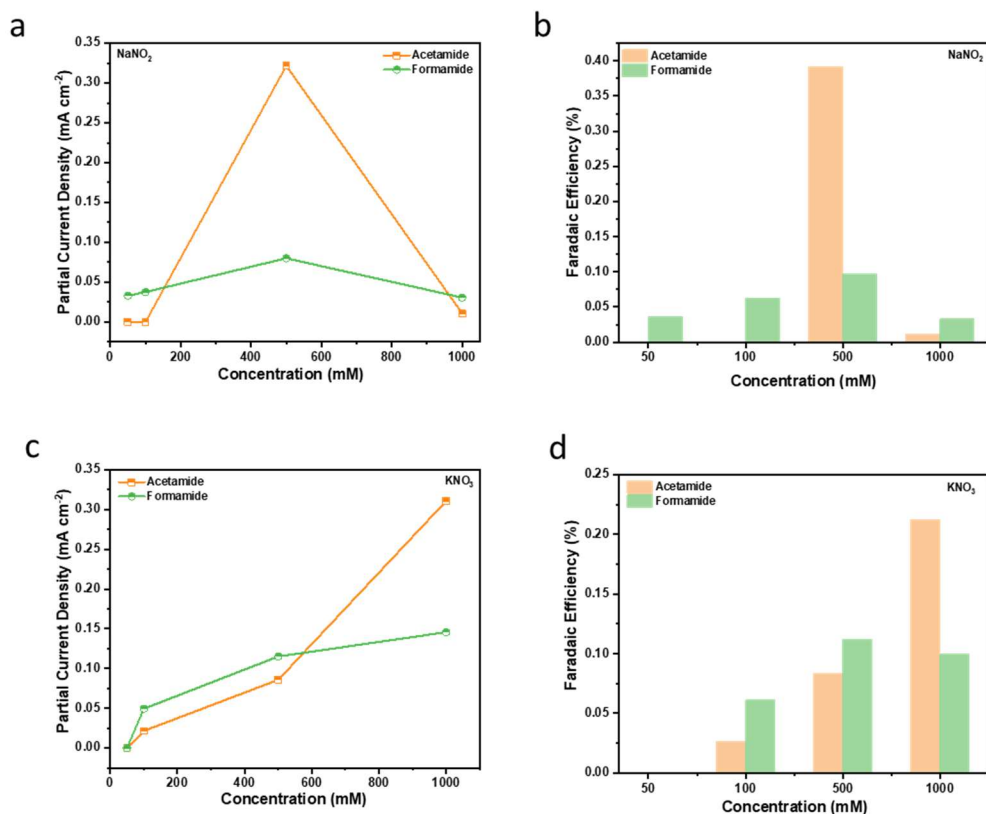 a
NaNO₂
Acetamide
Formamide
Partial Current Density (mA cm⁻²)
0.35
0.30
0.25
0.20
0.15
0.10
0.05
0.00
0 200 400 600 800 1000
Concentration (mM)
b
NaNO₂
Acetamide
Formamide
Faradaic Efficiency (%)
0.40
0.35
0.30
0.25
0.20
0.15
0.10
0.05
0.00
50 100 500 1000
Concentration (mM)
c
KNO₃
Acetamide
Formamide
Partial Current Density (mA cm⁻²)
0.35
0.30
0.25
0.20
0.15
0.10
0.05
0.00
0 200 400 600 800 1000
Concentration (mM)
d
KNO₃
Acetamide
Formamide
Faradaic Efficiency (%)
0.25
0.20
0.15
0.10
0.05
0.00
50 100 500 1000
Concentration (mM)